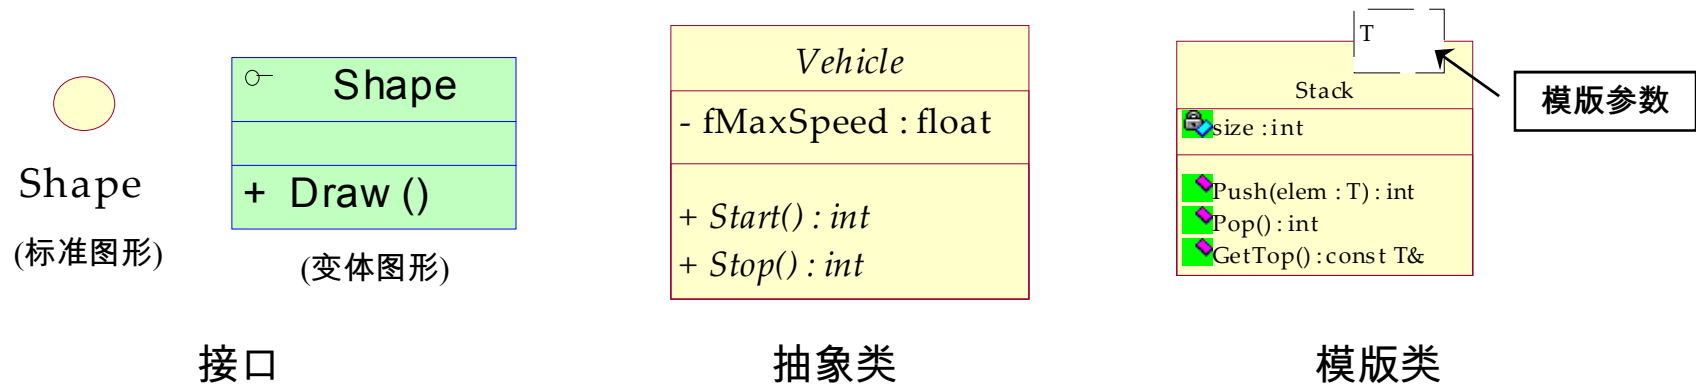 Shape
(标准图形)
Shape
+ Draw ()
(变体图形)
接口
Vehicle
- fMaxSpeed : float
+ Start() : int
+ Stop() : int
抽象类
T
Stack
size : int
Push(elem : T) : int
Pop() : int
GetTop() : const T&
模版参数
模版类